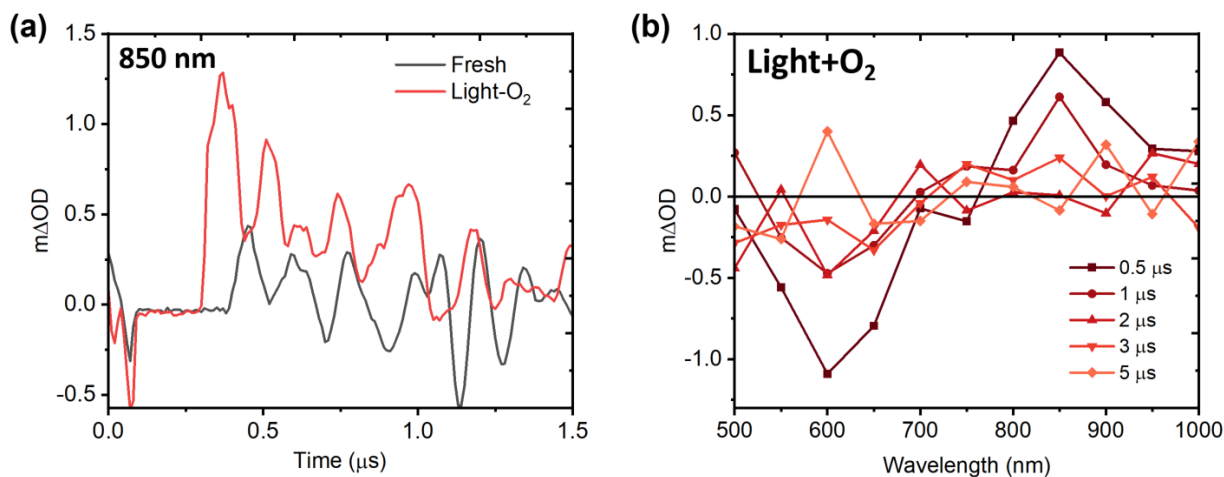 (a)
850 nm
Fresh
Light-O₂
mΔOD
1.5
1.0
0.5
0.0
-0.5
0.0
0.5
1.0
1.5
Time (μs)
(b)
Light+O₂
mΔOD
1.0
0.5
0.0
-0.5
-1.0
0.5 μs
1 μs
2 μs
3 μs
5 μs
500
600
700
800
900
1000
Wavelength (nm)